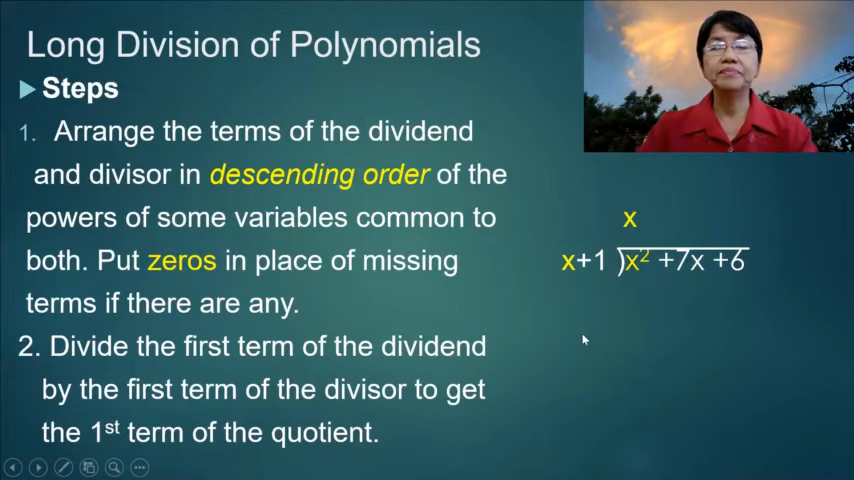 Long Division of Polynomials
Steps
1. Arrange the terms of the dividend
and divisor in descending order of the
powers of some variables common to
both. Put zeros in place of missing
terms if there are any.
2. Divide the first term of the dividend
by the first term of the divisor to get
the 1st term of the quotient.
x
x+1 )x² +7x +6